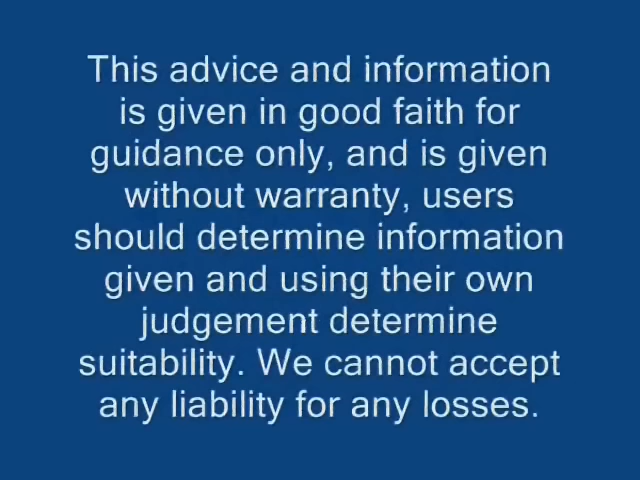 This advice and information
is given in good faith for
guidance only, and is given
without warranty, users
should determine information
given and using their own
judgement determine
suitability. We cannot accept
any liability for any losses.